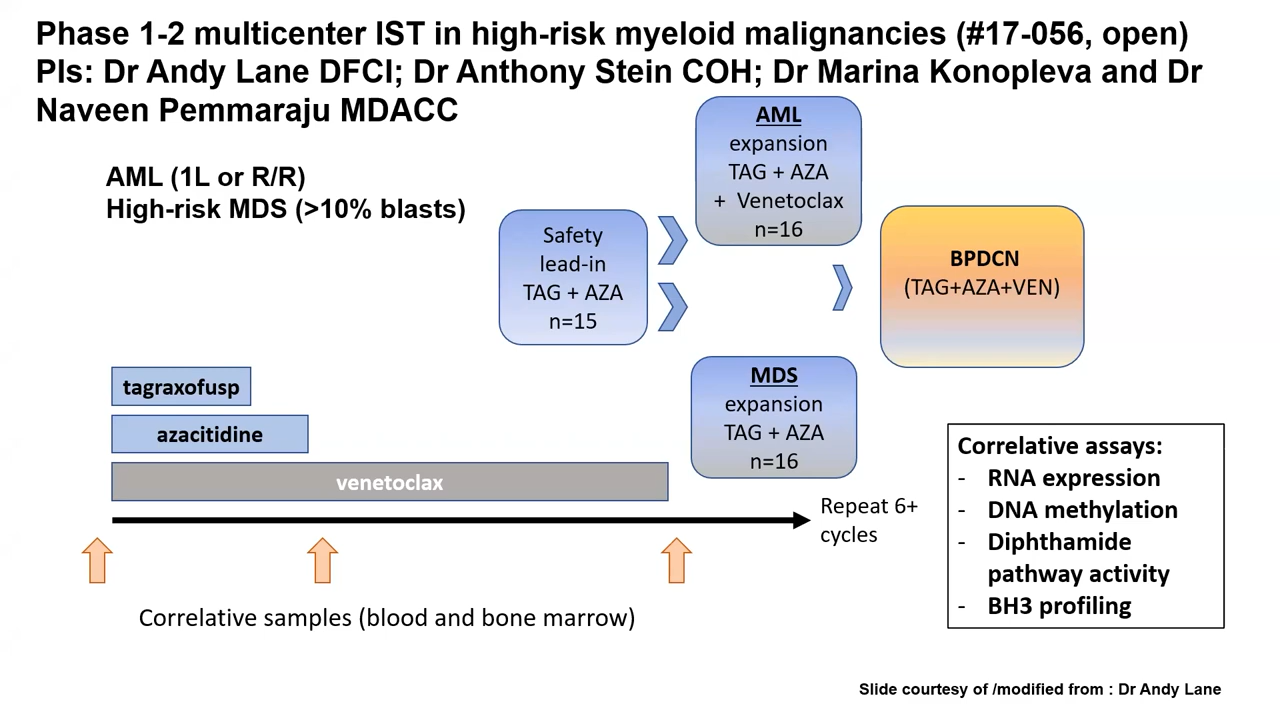 Phase 1-2 multicenter IST in high-risk myeloid malignancies (#17-056, open)
PIs: Dr Andy Lane DFCI; Dr Anthony Stein COH; Dr Marina Konopleva and Dr
Naveen Pemmaraju MDACC
AML (1L or R/R)
High-risk MDS (>10% blasts)
Safety
lead-in
TAG + AZA
n=15
AML
expansion
TAG + AZA
+ Venetoclax
n=16
BPDCN
(TAG+AZA+VEN)
MDS
expansion
TAG + AZA
n=16
tagraxofusp
azacitidine
venetoclax
Repeat 6+
cycles
Correlative samples (blood and bone marrow)
Correlative assays:
- RNA expression
- DNA methylation
- Diphthamide
pathway activity
- BH3 profiling
Slide courtesy of /modified from : Dr Andy Lane